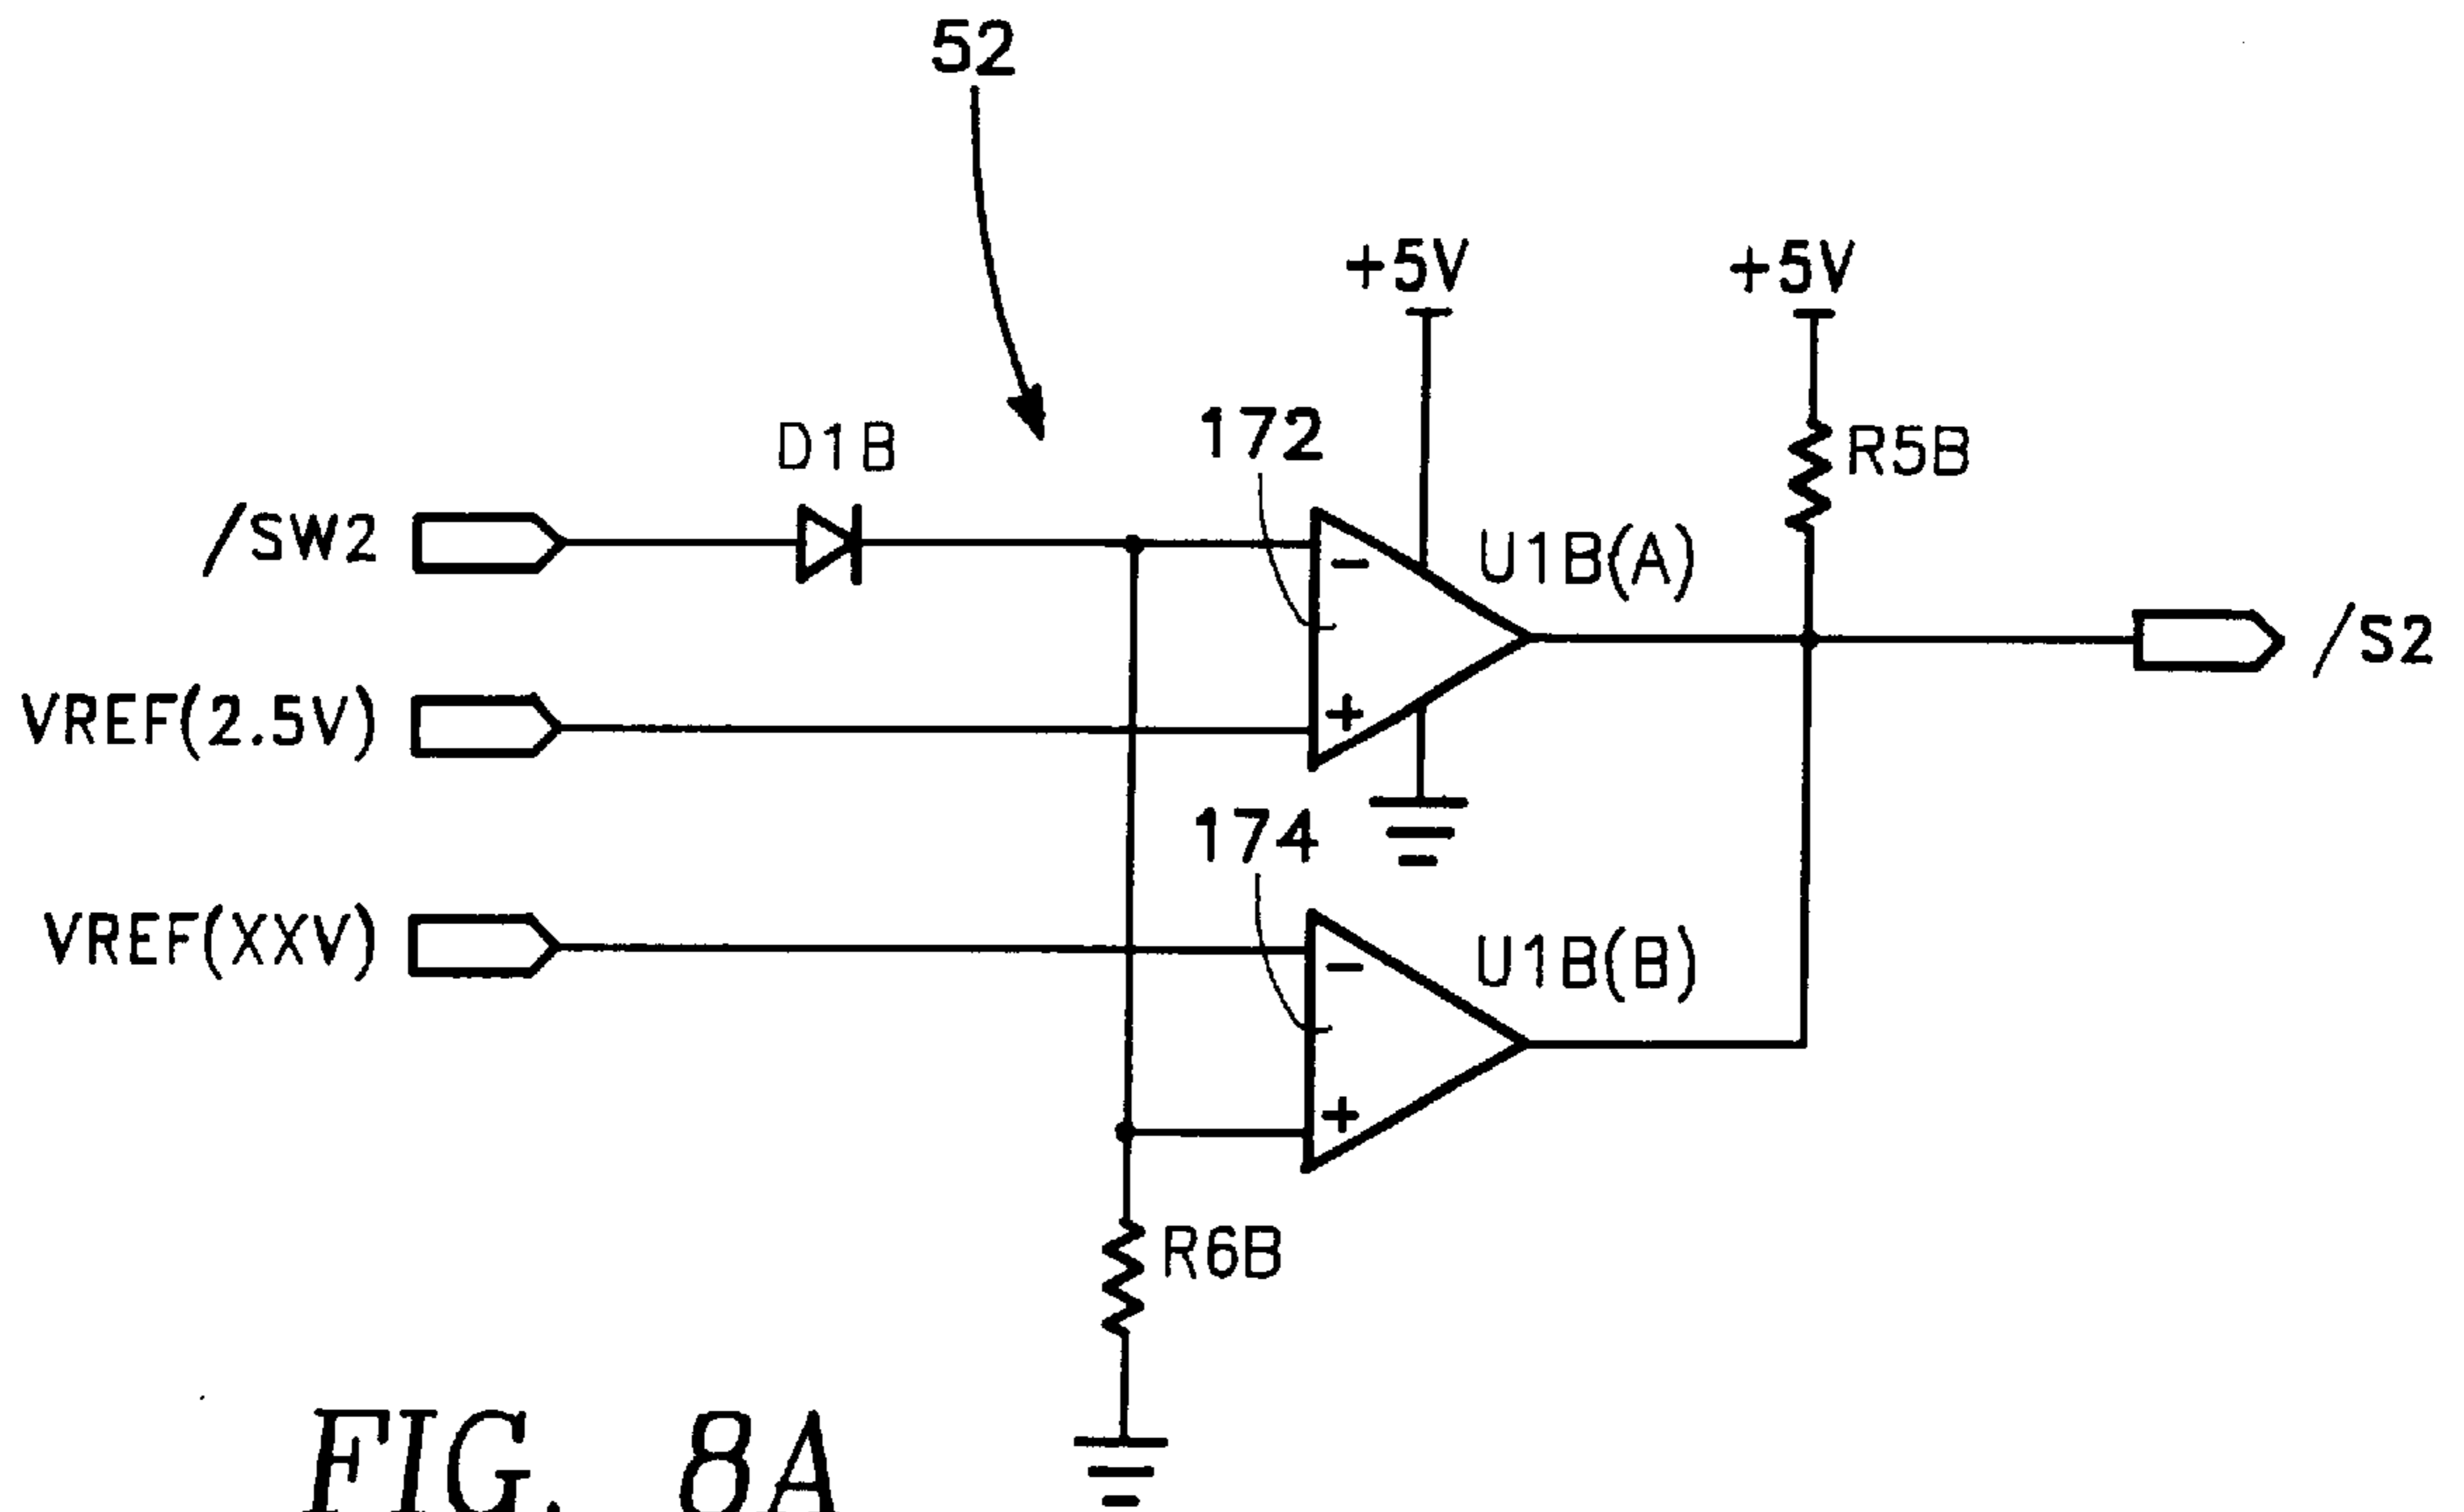 52
+5V
+5V
D1B
172
R5B
/SW2
-
U1B(A)
/S2
VREF(2.5V)
+
174
VREF(XXV)
-
U1B(B)
+
R6B
FIG. 8A